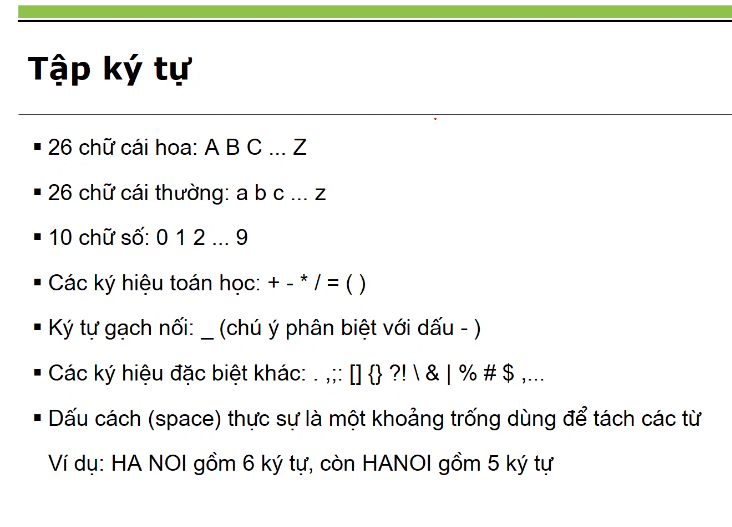 Tập ký tự
▪ 26 chữ cái hoa: A B C ... Z
▪ 26 chữ cái thường: a b c ... z
▪ 10 chữ số: 0 1 2 ... 9
▪ Các ký hiệu toán học: + - * / = ( )
▪ Ký tự gạch nối: _ (chú ý phân biệt với dấu - )
▪ Các ký hiệu đặc biệt khác: . ,;: [] {} ?! \ & | % # $ ,...
▪ Dấu cách (space) thực sự là một khoảng trống dùng để tách các từ
Ví dụ: HA NOI gồm 6 ký tự, còn HANOI gồm 5 ký tự